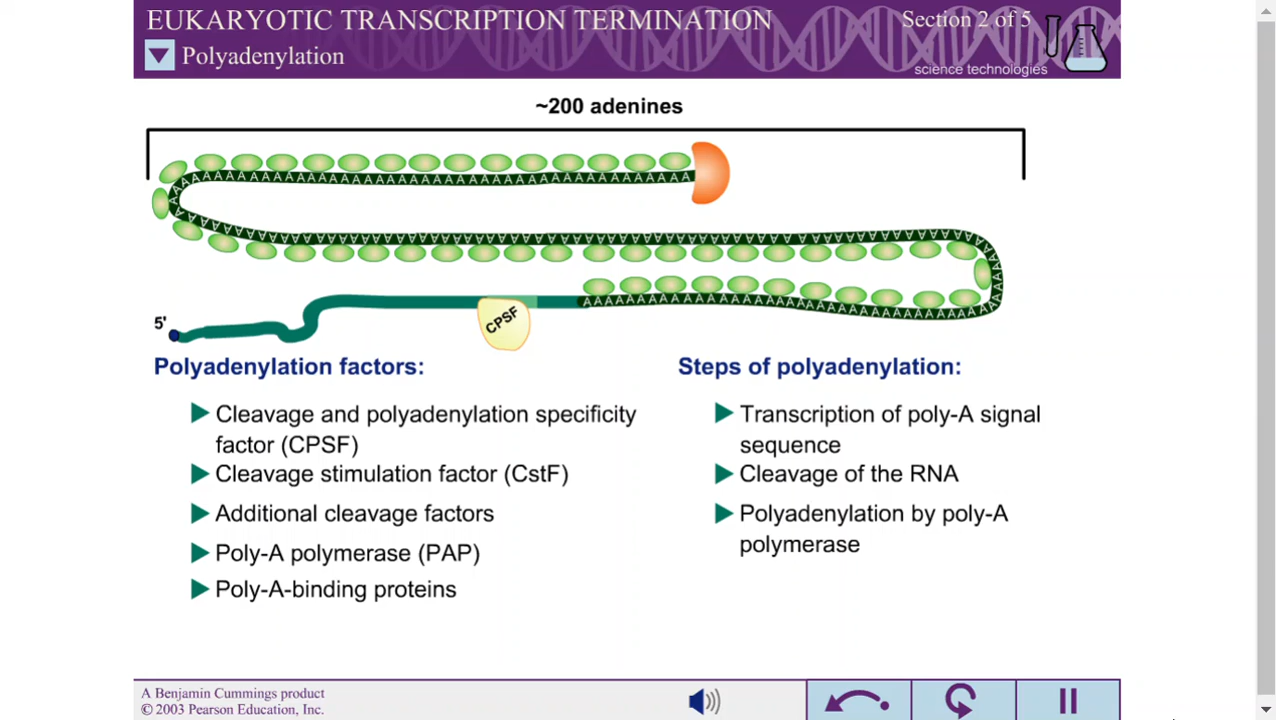 EUKARYOTIC TRANSCRIPTION TERMINATION
Section 2 of 5
Polyadenylation
science technologies
~200 adenines
5'
CPSF
Polyadenylation factors:
Cleavage and polyadenylation specificity
factor (CPSF)
Cleavage stimulation factor (CstF)
Additional cleavage factors
Poly-A polymerase (PAP)
Poly-A-binding proteins
Steps of polyadenylation:
Transcription of poly-A signal
sequence
Cleavage of the RNA
Polyadenylation by poly-A
polymerase
A Benjamin Cummings product
© 2003 Pearson Education, Inc.